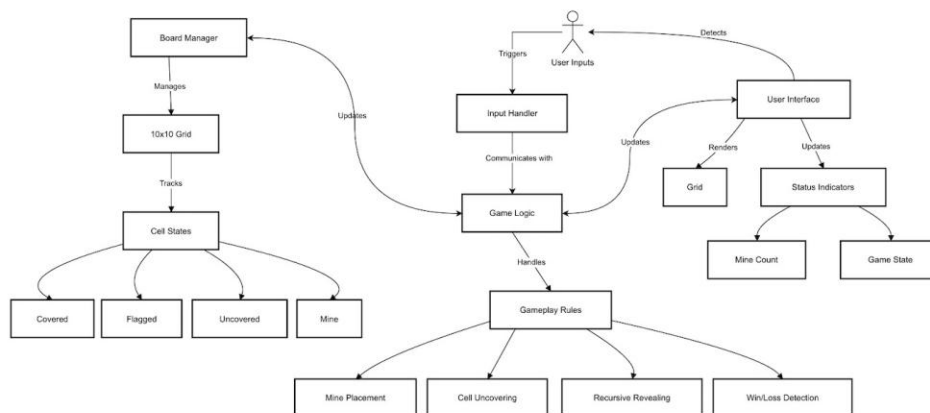 Board Manager
Detects
Triggers
User Inputs
Manages
User Interface
Input Handler
10x10 Grid
Updates
Updates
Renders
Updates
Communicates with
Tracks
Grid
Status Indicators
Game Logic
Cell States
Mine Count
Game State
Handles
Gameplay Rules
Covered
Flagged
Uncovered
Mine
Mine Placement
Cell Uncovering
Recursive Revealing
Win/Loss Detection